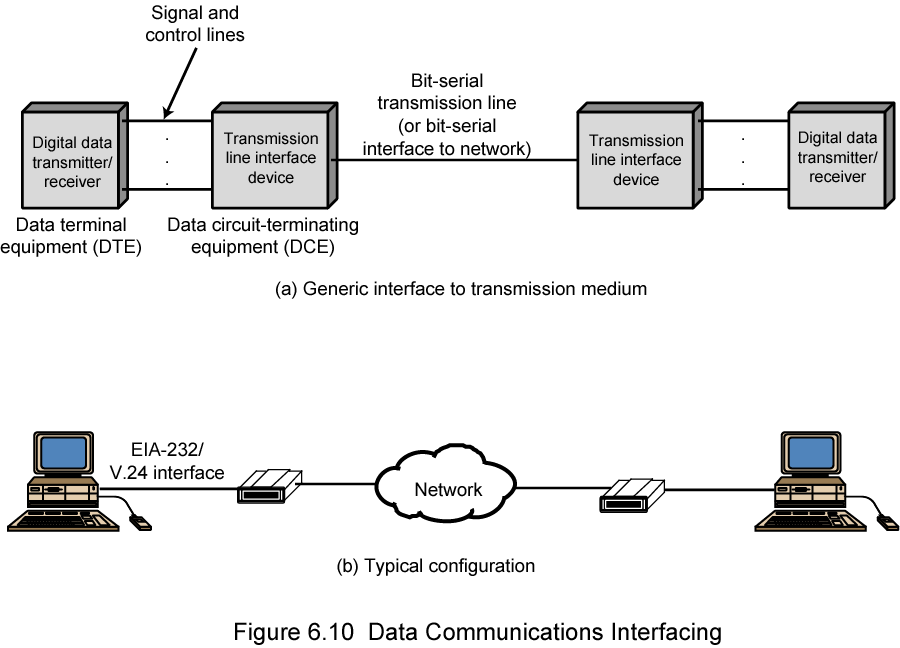 Signal and
control lines
Bit-serial
transmission line
(or bit-serial
interface to network)
Digital data
transmitter/
receiver
Transmission
line interface
device
Transmission
line interface
device
Digital data
transmitter/
receiver
Data terminal
equipment (DTE)
Data circuit-terminating
equipment (DCE)
(a) Generic interface to transmission medium
EIA-232/
V.24 interface
Network
(b) Typical configuration
Figure 6.10 Data Communications Interfacing